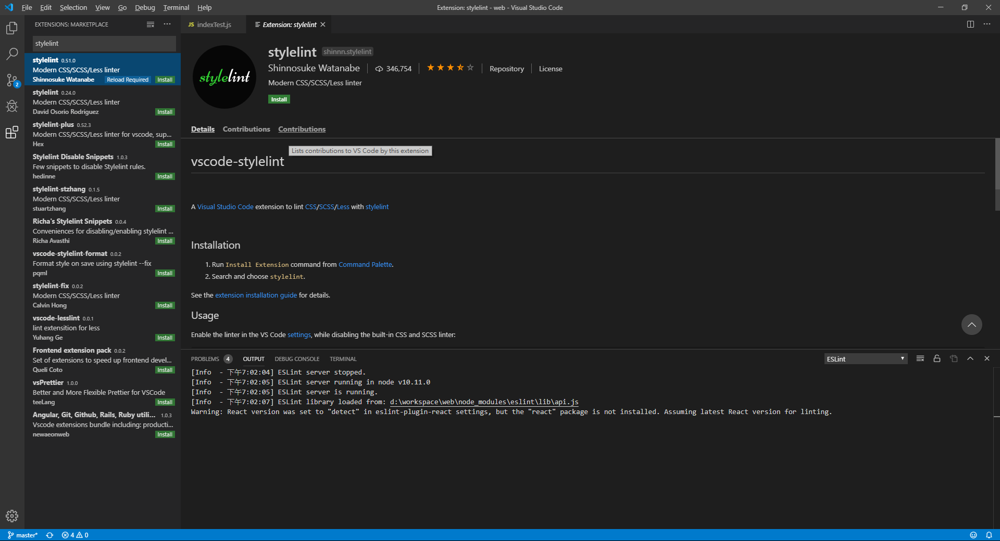 File Edit Selection View Go Debug Terminal Help
Extension: stylelint - web - Visual Studio Code
EXTENSIONS: MARKETPLACE
stylelint
stylelint 0.51.0
Modern CSS/SCSS/Less linter
Shinnosuke Watanabe Reload Required Install
stylelint 0.24.0
Modern CSS/SCSS/Less linter
David Osorio Rodríguez Install
stylelint-plus 0.52.3
Modern CSS/SCSS/Less linter for vscode, sup...
Hex Install
Stylelint Disable Snippets 1.0.3
Few snippets to disable Stylelint rules.
hedinne Install
stylelint-stzhang 0.1.5
Modern CSS/SCSS/Less linter
stuartzhang Install
Richa's Stylelint Snippets 0.0.4
Conveniences for disabling/enabling stylelint ...
Richa Avasthi Install
vscode-stylelint-format 0.0.2
Format style on save using stylelint --fix
pqml Install
stylelint-fix 0.0.2
Modern CSS/SCSS/Less linter
Calvin Hong Install
vscode-lesslint 0.0.1
lint extensition for less
Yuhang Ge Install
Frontend extension pack 0.0.2
Set of extensions to speed up frontend devel...
Queli Coto Install
vsPrettier 1.0.0
Better and More Flexible Prettier for VSCode
teeLang Install
Angular, Git, Github, Rails, Ruby utili... 1.0.3
Vscode extensions bundle including: producti...
newaeonweb Install
2
JS indexTest.js
Extension: stylelint
stylelint
stylelint shinnn.stylelint
Shinnosuke Watanabe 346,754 Repository License
Modern CSS/SCSS/Less linter
Install
Details Contributions Contributions
Lists contributions to VS Code by this extension
vscode-stylelint
A Visual Studio Code extension to lint CSS/SCSS/Less with stylelint
Installation
1. Run Install Extension command from Command Palette.
2. Search and choose stylelint.
See the extension installation guide for details.
Usage
Enable the linter in the VS Code settings, while disabling the built-in CSS and SCSS linter:
PROBLEMS 4 OUTPUT DEBUG CONSOLE TERMINAL ESLint
[Info  - 下午7:02:04] ESLint server stopped.
[Info  - 下午7:02:05] ESLint server running in node v10.11.0
[Info  - 下午7:02:05] ESLint server is running.
[Info  - 下午7:02:07] ESLint library loaded from: d:\workspace\web\node_modules\eslint\lib\api.js
Warning: React version was set to "detect" in eslint-plugin-react settings, but the "react" package is not installed. Assuming latest React version for linting.
master* 4 0